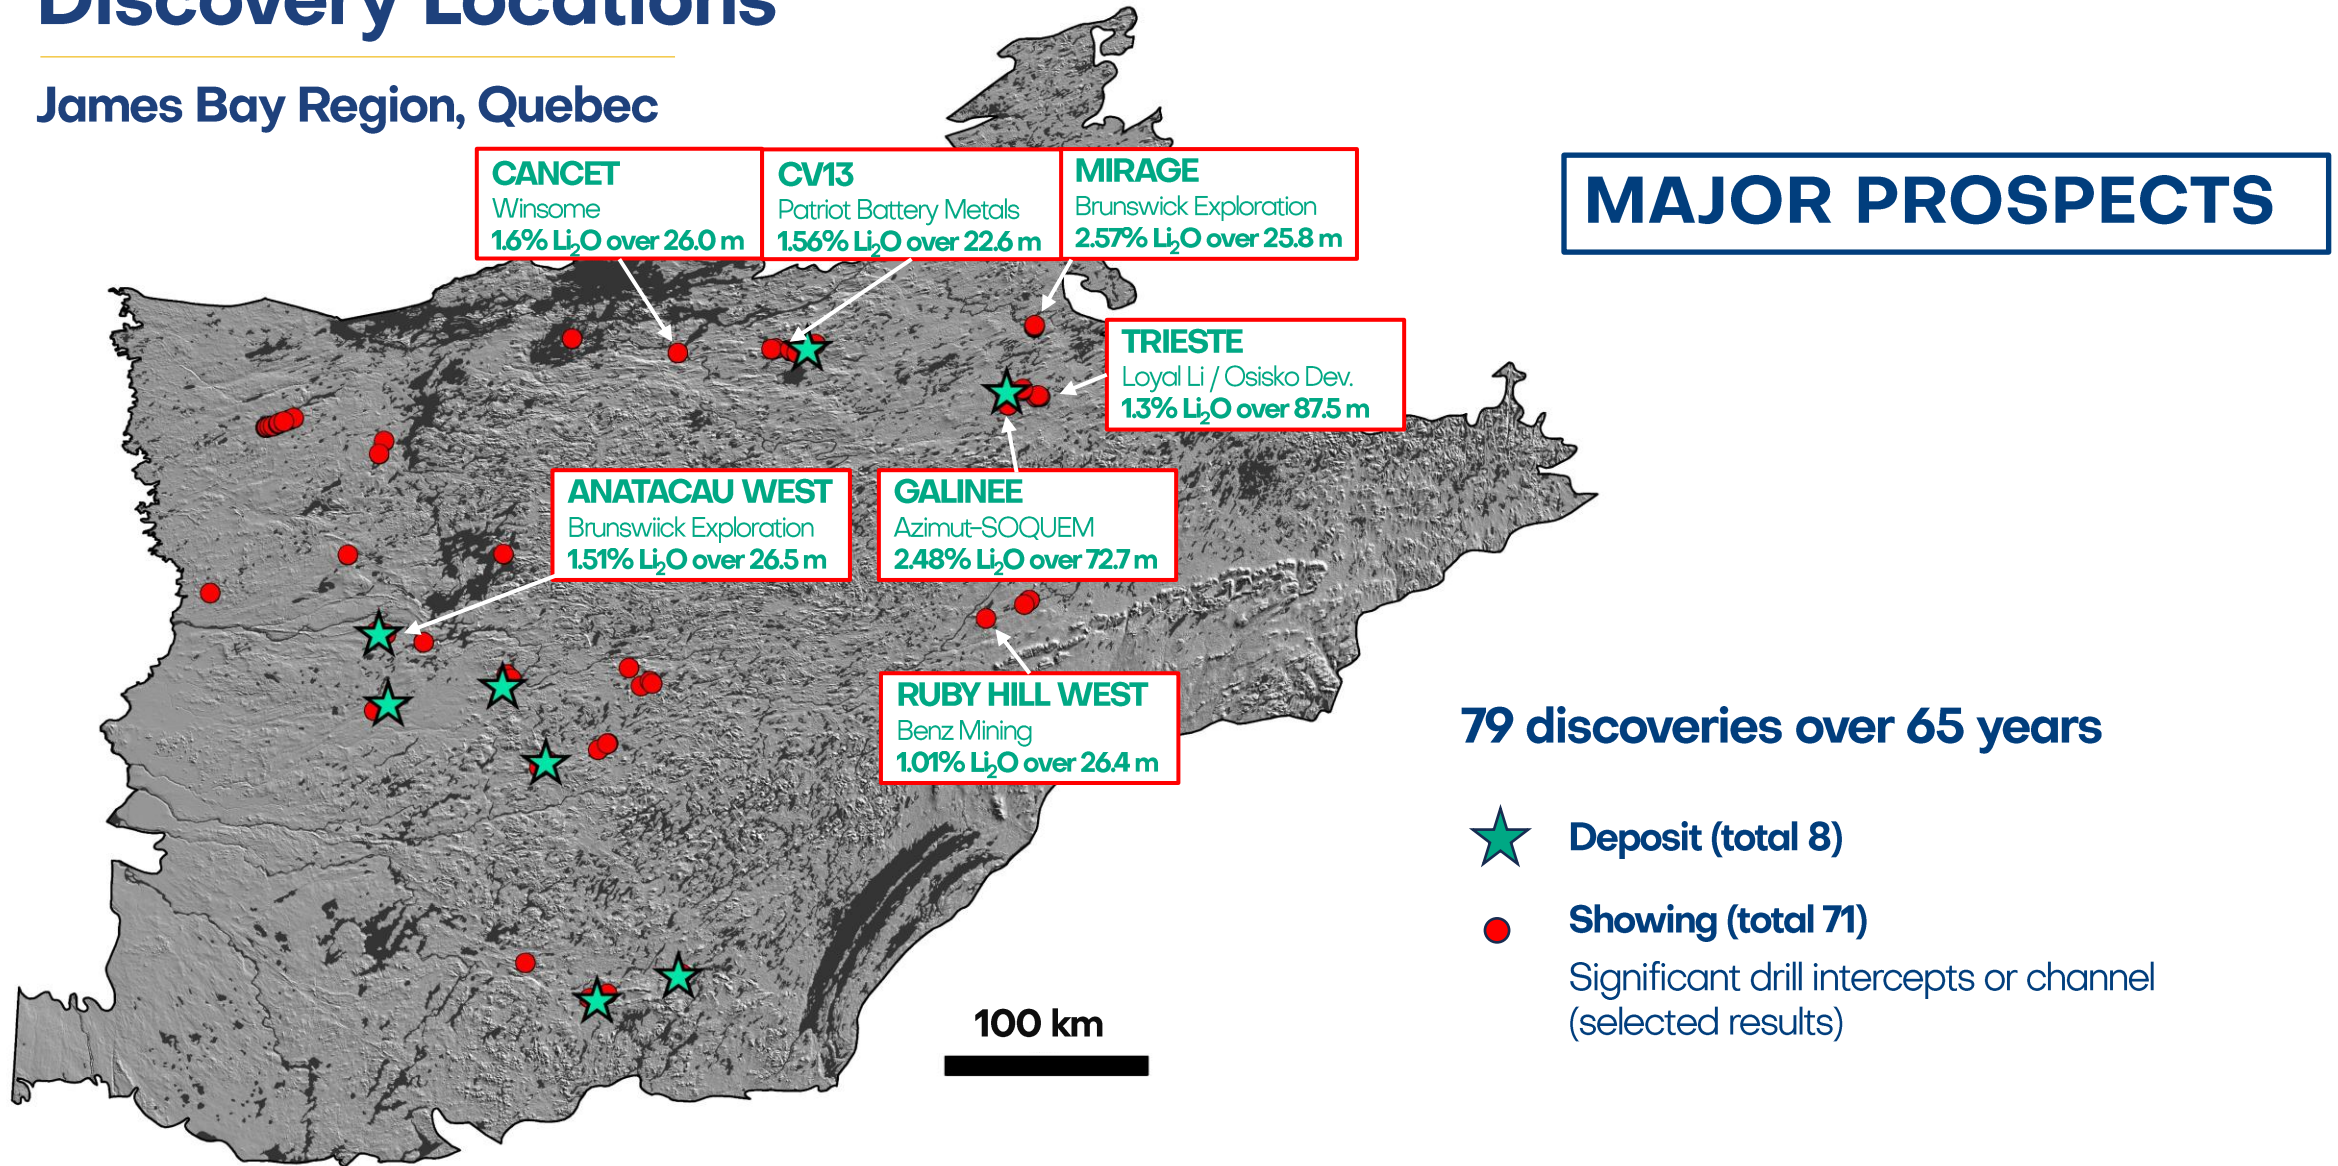 Discovery Locations
James Bay Region, Quebec
CANCET
Winsome
1.6% Li₂O over 26.0 m
CV13
Patriot Battery Metals
1.56% Li₂O over 22.6 m
MIRAGE
Brunswick Exploration
2.57% Li₂O over 25.8 m
MAJOR PROSPECTS
TRIESTE
Loyal Li / Osisko Dev.
1.3% Li₂O over 87.5 m
ANATACAU WEST
Brunswiick Exploration
1.51% Li₂O over 26.5 m
GALINEE
Azimut-SOQUEM
2.48% Li₂O over 72.7 m
RUBY HILL WEST
Benz Mining
1.01% Li₂O over 26.4 m
79 discoveries over 65 years
Deposit (total 8)
Showing (total 71)
Significant drill intercepts or channel
(selected results)
100 km